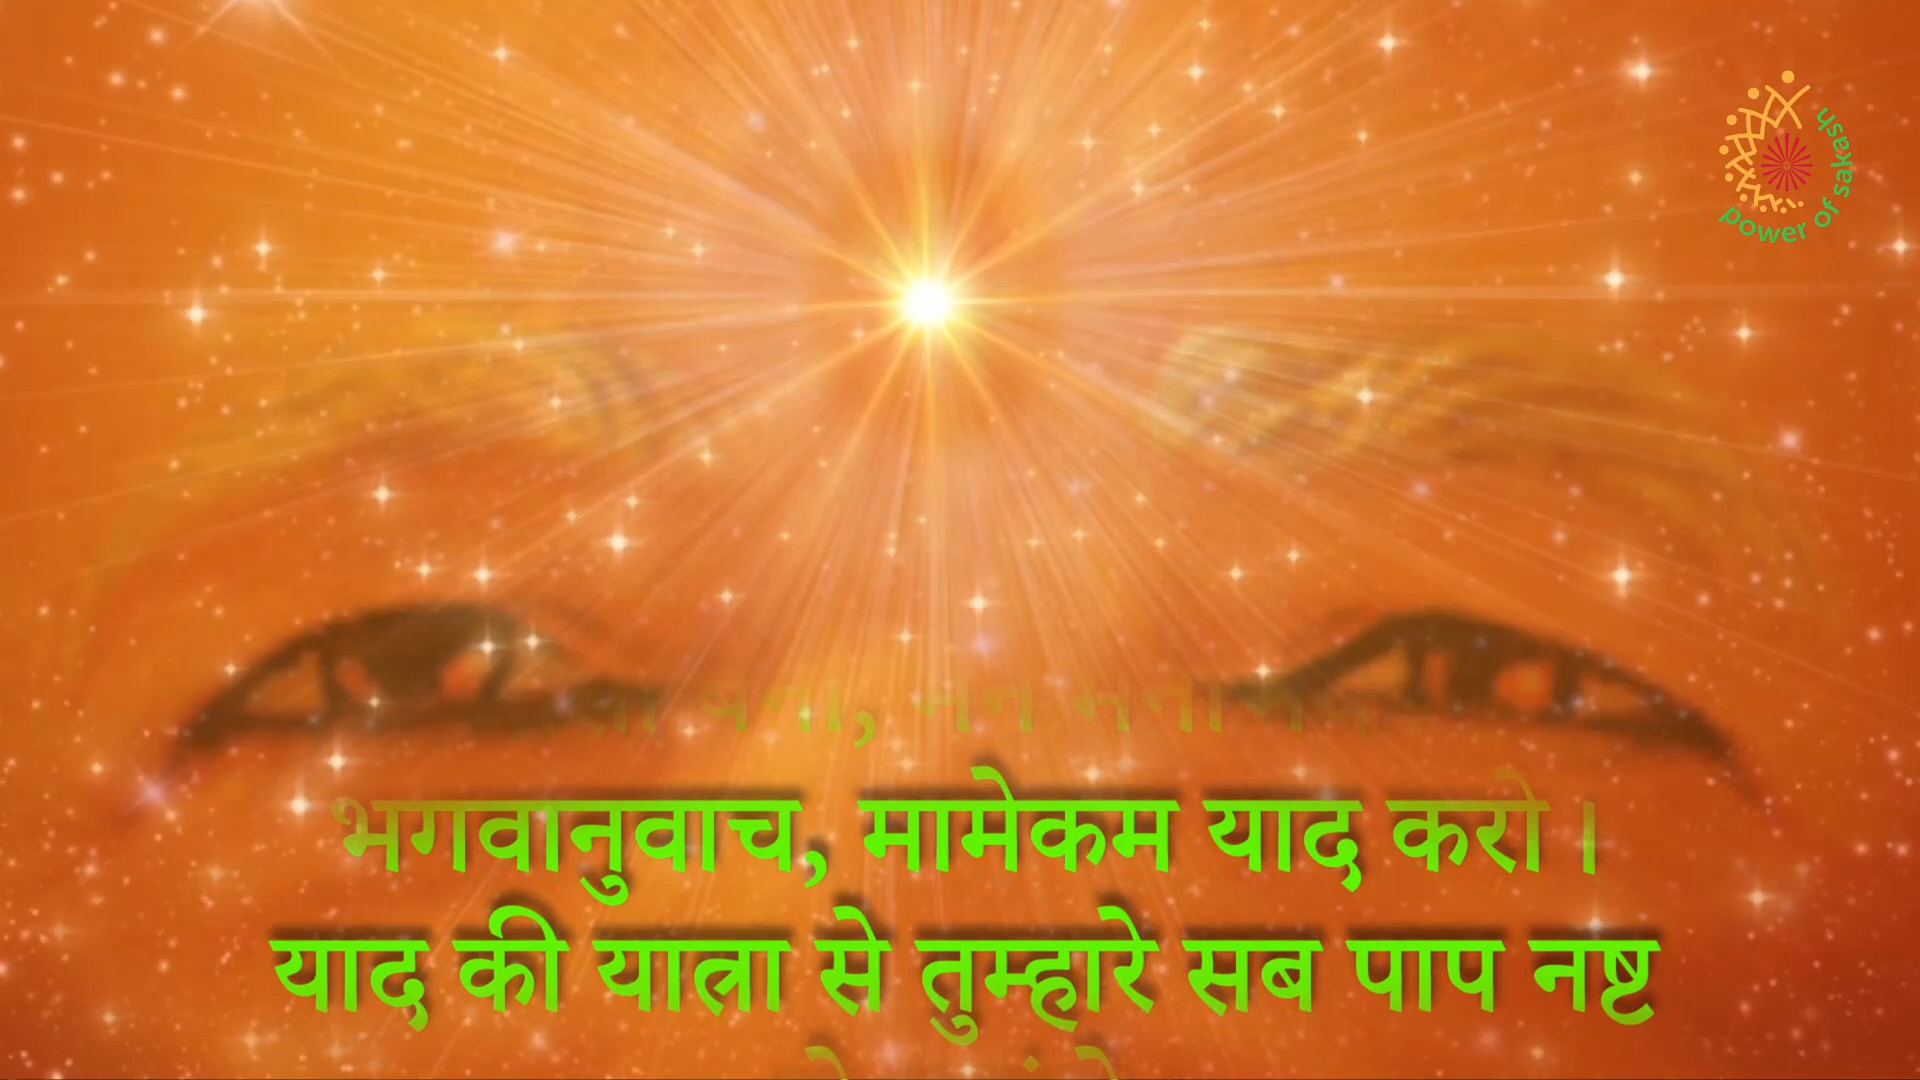 power of sakash
भगवानुवाच, मामेकम याद करो।
याद की यात्रा से तुम्हारे सब पाप नष्ट